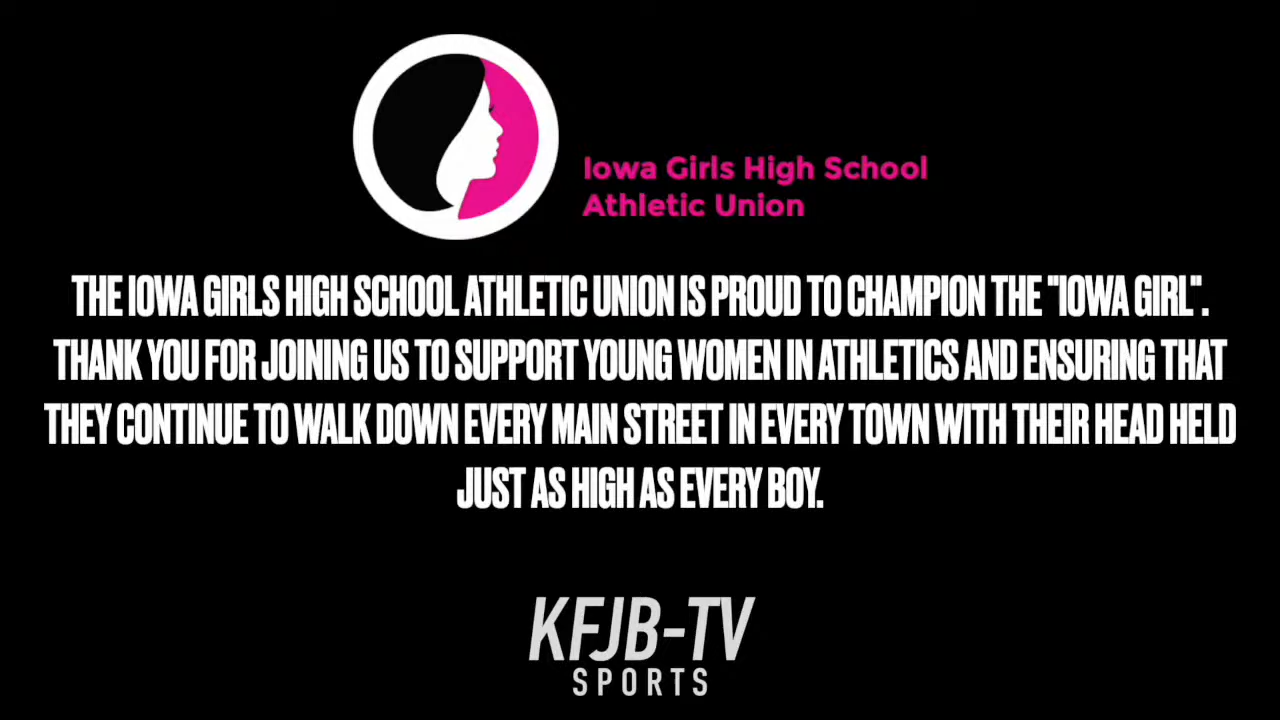 Iowa Girls High School
Athletic Union
THE IOWA GIRLS HIGH SCHOOL ATHLETIC UNION IS PROUD TO CHAMPION THE "IOWA GIRL".
THANK YOU FOR JOINING US TO SUPPORT YOUNG WOMEN IN ATHLETICS AND ENSURING THAT
THEY CONTINUE TO WALK DOWN EVERY MAIN STREET IN EVERY TOWN WITH THEIR HEAD HELD
JUST AS HIGH AS EVERY BOY.
KFJB-TV
SPORTS